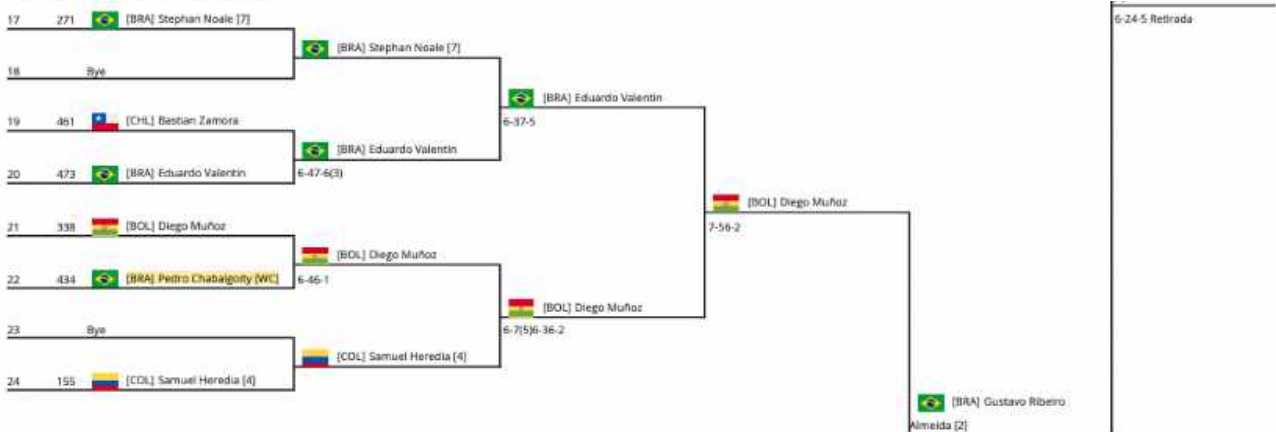 17 271 [BRA] Stephan Noale [7]
6-24-5 Retirada
[BRA] Stephan Noale [7]
18 Bye
[BRA] Eduardo Valentin
19 461 [CHL] Bastian Zamora
6-37-5
[BRA] Eduardo Valentin
20 473 [BRA] Eduardo Valentin
6-47-6(3)
[BOL] Diego Muñoz
21 338 [BOL] Diego Muñoz
7-56-2
[BOL] Diego Muñoz
22 434 [BRA] Pedro Chabalgoity [WC]
6-46-1
[BOL] Diego Muñoz
23 Bye
6-7(5)6-36-2
[COL] Samuel Heredia [4]
24 155 [COL] Samuel Heredia [4]
[BRA] Gustavo Ribeiro
Almeida [2]